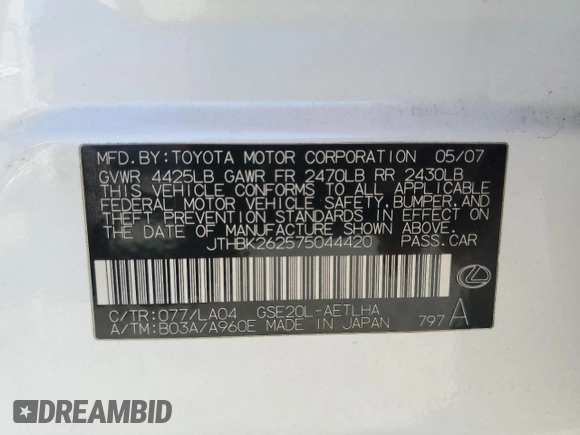 MFD.BY:TOYOTA MOTOR CORPORATION 05/07
GVWR 4425LB GAWR FR 2470LB RR 2430LB
THIS VEHICLE CONFORMS TO ALL APPLICABLE
FEDERAL MOTOR VEHICLE SAFETY,BUMPER,AND
THEFT PREVENTION STANDARDS IN EFFECT ON
THE DATE OF MANUFACTURE SHOWN ABOVE.
JTHBK262575044420 PASS.CAR
C/TR:077/LA04 GSE20L-AETLHA
A/TM:B03A/A960E MADE IN JAPAN 797 A
DREAMBID